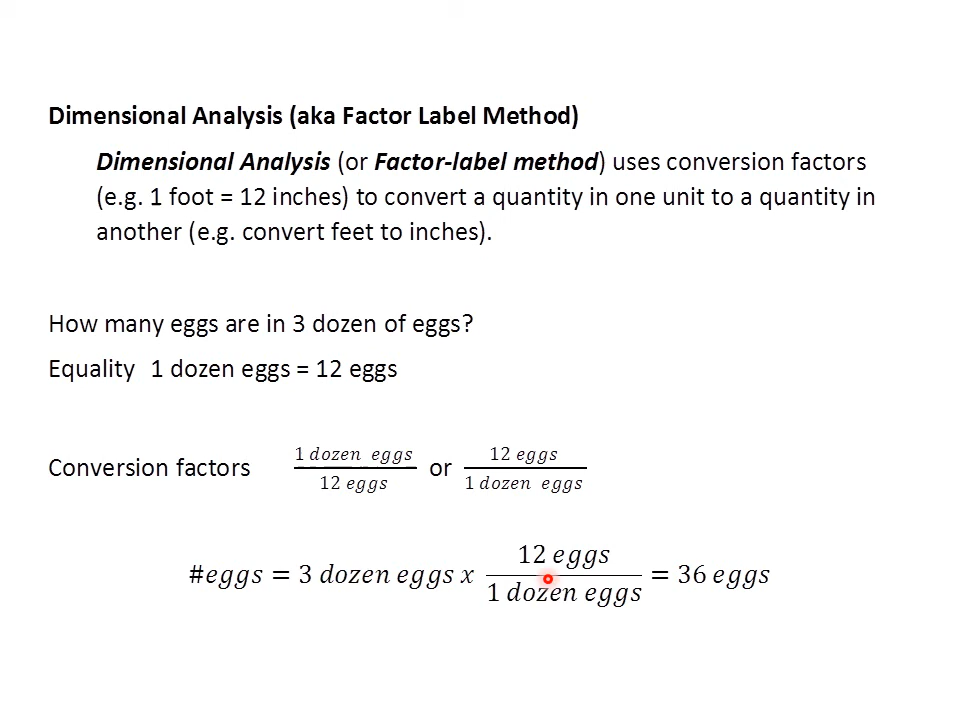 Dimensional Analysis (aka Factor Label Method)
Dimensional Analysis (or Factor-label method) uses conversion factors
(e.g. 1 foot = 12 inches) to convert a quantity in one unit to a quantity in
another (e.g. convert feet to inches).
How many eggs are in 3 dozen of eggs?
Equality 1 dozen eggs = 12 eggs
Conversion factors 1 dozen eggs / 12 eggs or 12 eggs / 1 dozen eggs
#eggs = 3 dozen eggs x 12 eggs / 1 dozen eggs = 36 eggs